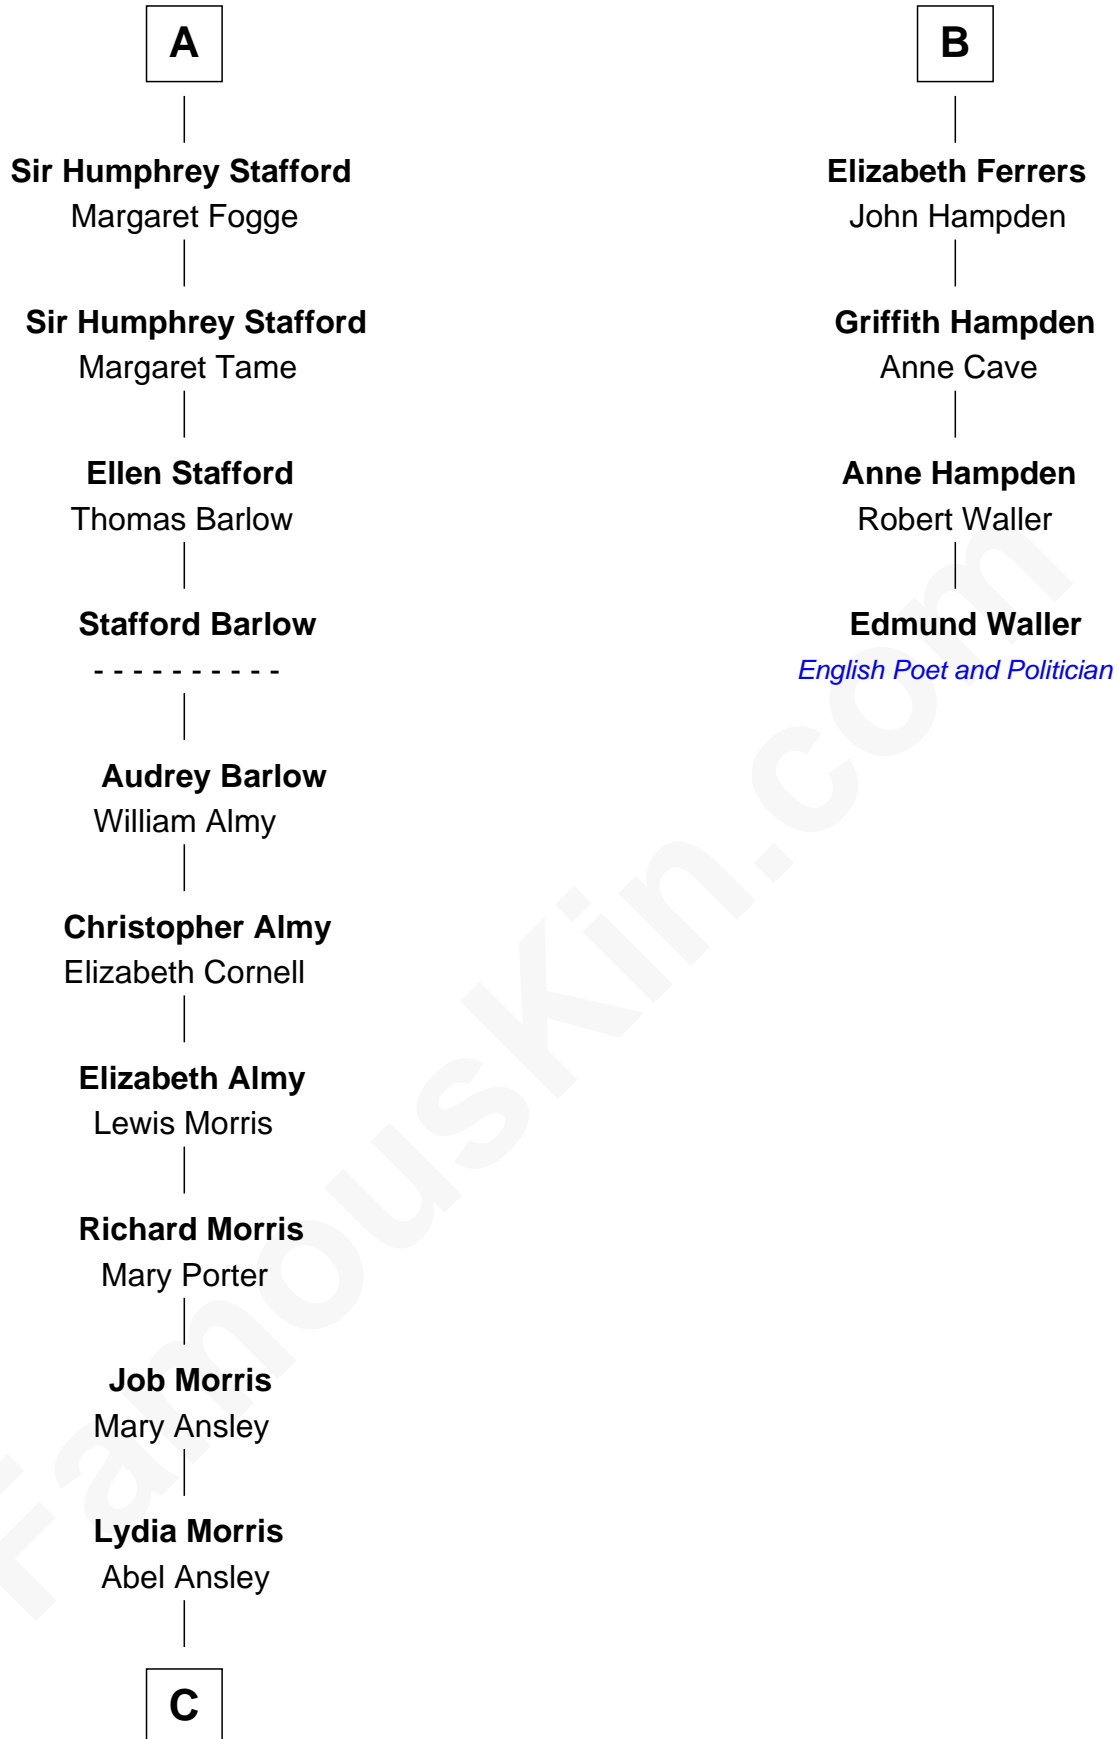 A
Sir Humphrey Stafford
Margaret Fogge
Sir Humphrey Stafford
Margaret Tame
Ellen Stafford
Thomas Barlow
Stafford Barlow
- - - - - - - - - -
Audrey Barlow
William Almy
Christopher Almy
Elizabeth Cornell
Elizabeth Almy
Lewis Morris
Richard Morris
Mary Porter
Job Morris
Mary Ansley
Lydia Morris
Abel Ansley
C
B
Elizabeth Ferrers
John Hampden
Griffith Hampden
Anne Cave
Anne Hampden
Robert Waller
Edmund Waller
English Poet and Politician
FamousKin.com